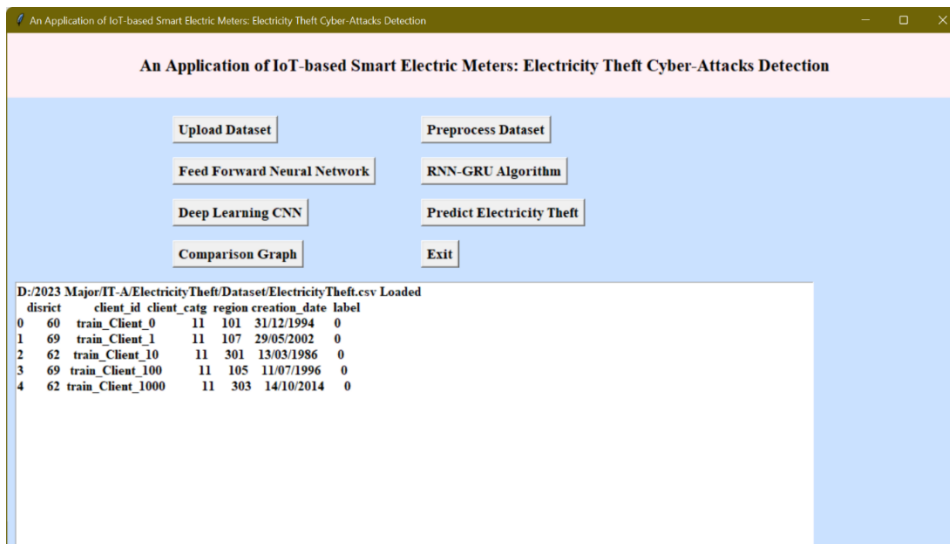 An Application of IoT-based Smart Electric Meters: Electricity Theft Cyber-Attacks Detection
An Application of IoT-based Smart Electric Meters: Electricity Theft Cyber-Attacks Detection
Upload Dataset Preprocess Dataset
Feed Forward Neural Network RNN-GRU Algorithm
Deep Learning CNN Predict Electricity Theft
Comparison Graph Exit
D:/2023 Major/IT-A/ElectricityTheft/Dataset/ElectricityTheft.csv Loaded
disrict client_id client_catg region creation_date label
0 60 train_Client_0 11 101 31/12/1994 0
1 69 train_Client_1 11 107 29/05/2002 0
2 62 train_Client_10 11 301 13/03/1986 0
3 69 train_Client_100 11 105 11/07/1996 0
4 62 train_Client_1000 11 303 14/10/2014 0